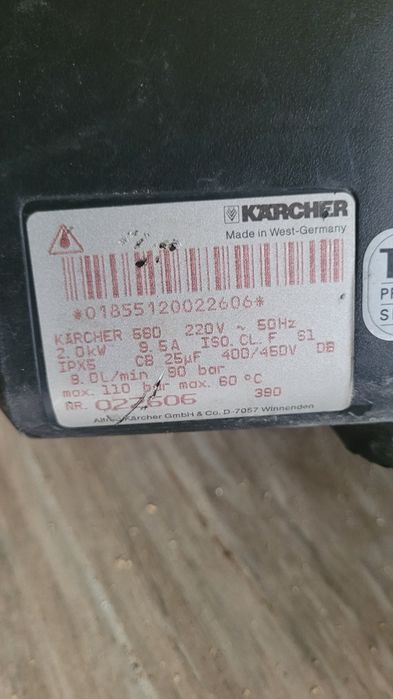 KÄRCHER
Made in West-Germany
*01855120022606*
KÄRCHER 580 220V ~ 50Hz
2.0kW 9.5A ISO.CL.F S1
IPX5 CB 25µF 400/450V DB
9.0L/min 90 bar
max. 110 bar max. 60 °C
390
NR. 022606
Alfred Kärcher GmbH & Co. D-7057 Winnenden